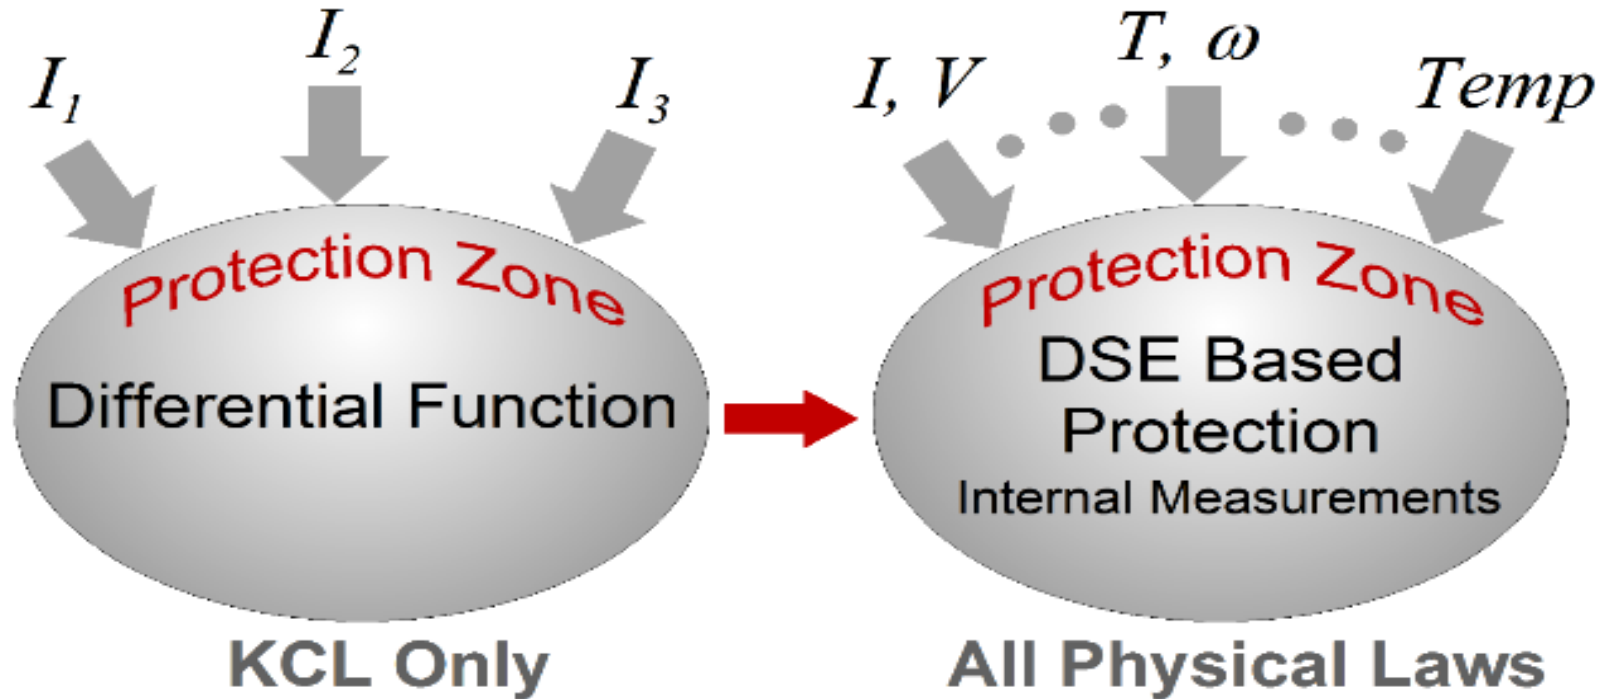 I1
I2
I3
Protection Zone
Differential Function
KCL Only
I, V
T, ω
Temp
Protection Zone
DSE Based
Protection
Internal Measurements
All Physical Laws